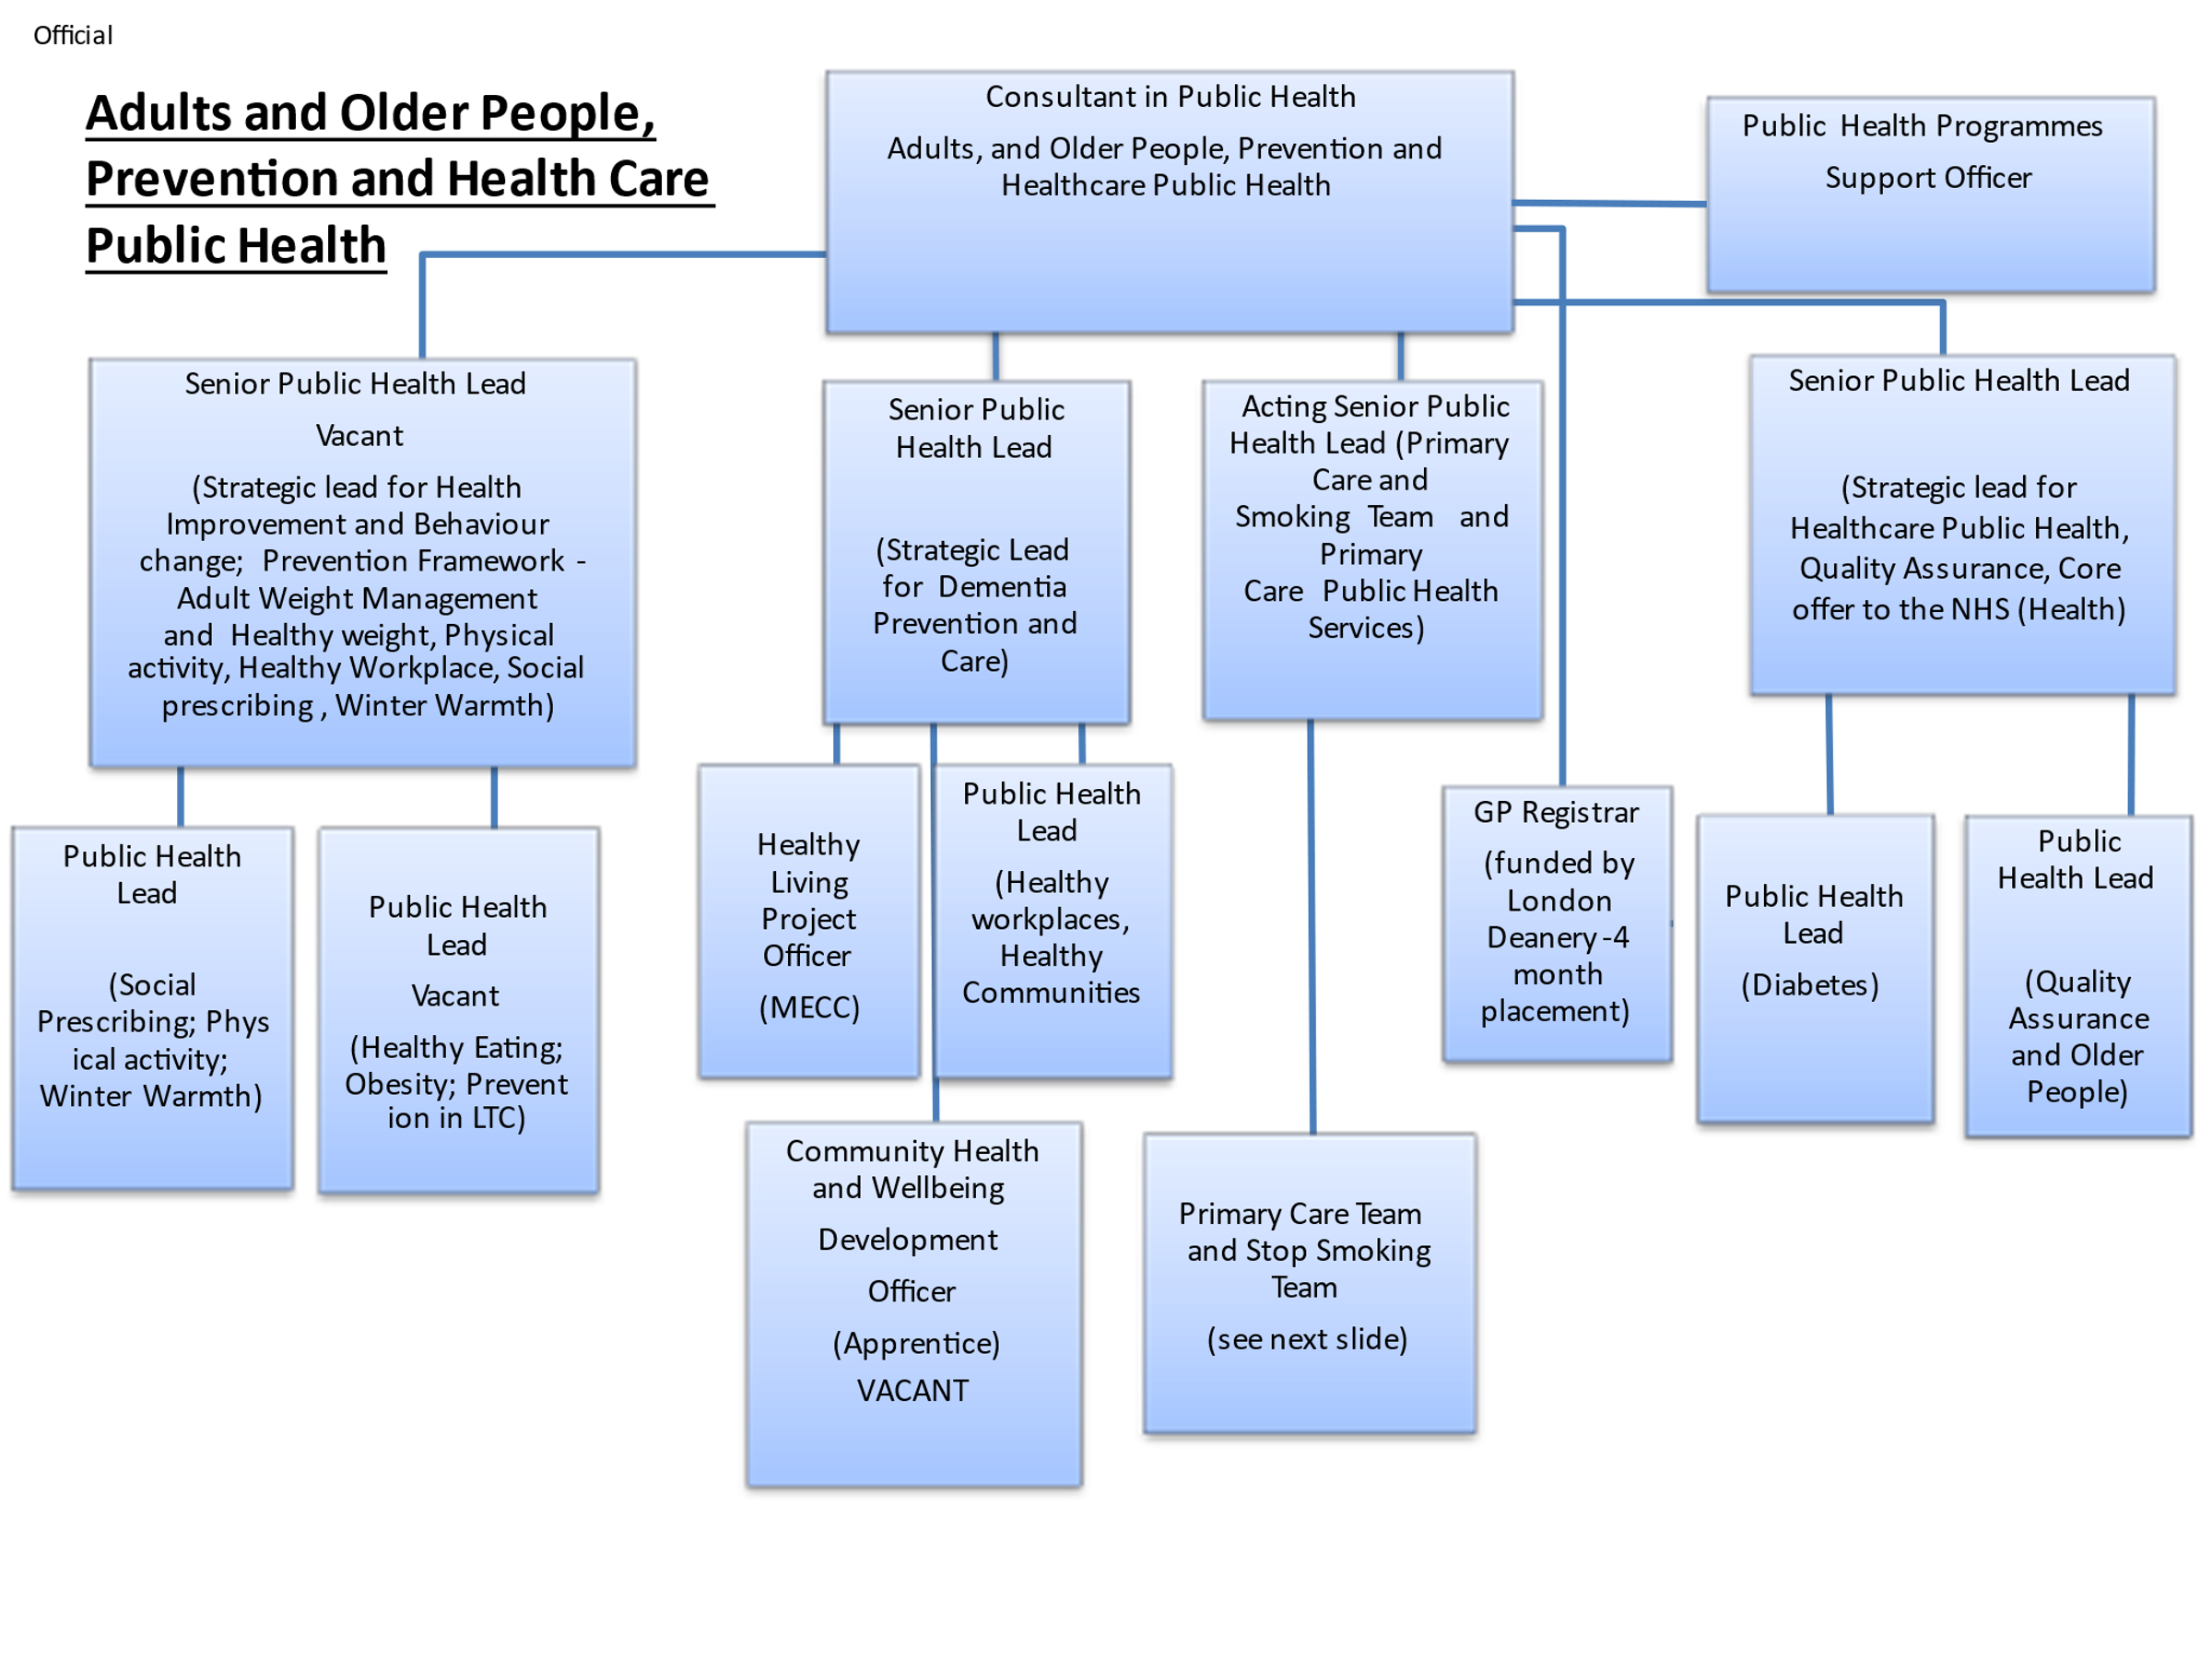 Official
Adults and Older People,
Prevention and Health Care
Public Health
Consultant in Public Health
Adults, and Older People, Prevention and
Healthcare Public Health
Public Health Programmes
Support Officer
Senior Public Health Lead
Vacant
(Strategic lead for Health
Improvement and Behaviour
change; Prevention Framework -
Adult Weight Management
and Healthy weight, Physical
activity, Healthy Workplace, Social
prescribing , Winter Warmth)
Senior Public
Health Lead
(Strategic Lead
for Dementia
Prevention and
Care)
Acting Senior Public
Health Lead (Primary
Care and
Smoking Team and
Primary
Care Public Health
Services)
Senior Public Health Lead
(Strategic lead for
Healthcare Public Health,
Quality Assurance, Core
offer to the NHS (Health)
Public Health
Lead
(Social
Prescribing; Phys
ical activity;
Winter Warmth)
Public Health
Lead
Vacant
(Healthy Eating;
Obesity; Prevent
ion in LTC)
Healthy
Living
Project
Officer
(MECC)
Public Health
Lead
(Healthy
workplaces,
Healthy
Communities
GP Registrar
(funded by
London
Deanery -4
month
placement)
Public Health
Lead
(Diabetes)
Public
Health Lead
(Quality
Assurance
and Older
People)
Community Health
and Wellbeing
Development
Officer
(Apprentice)
VACANT
Primary Care Team
and Stop Smoking
Team
(see next slide)